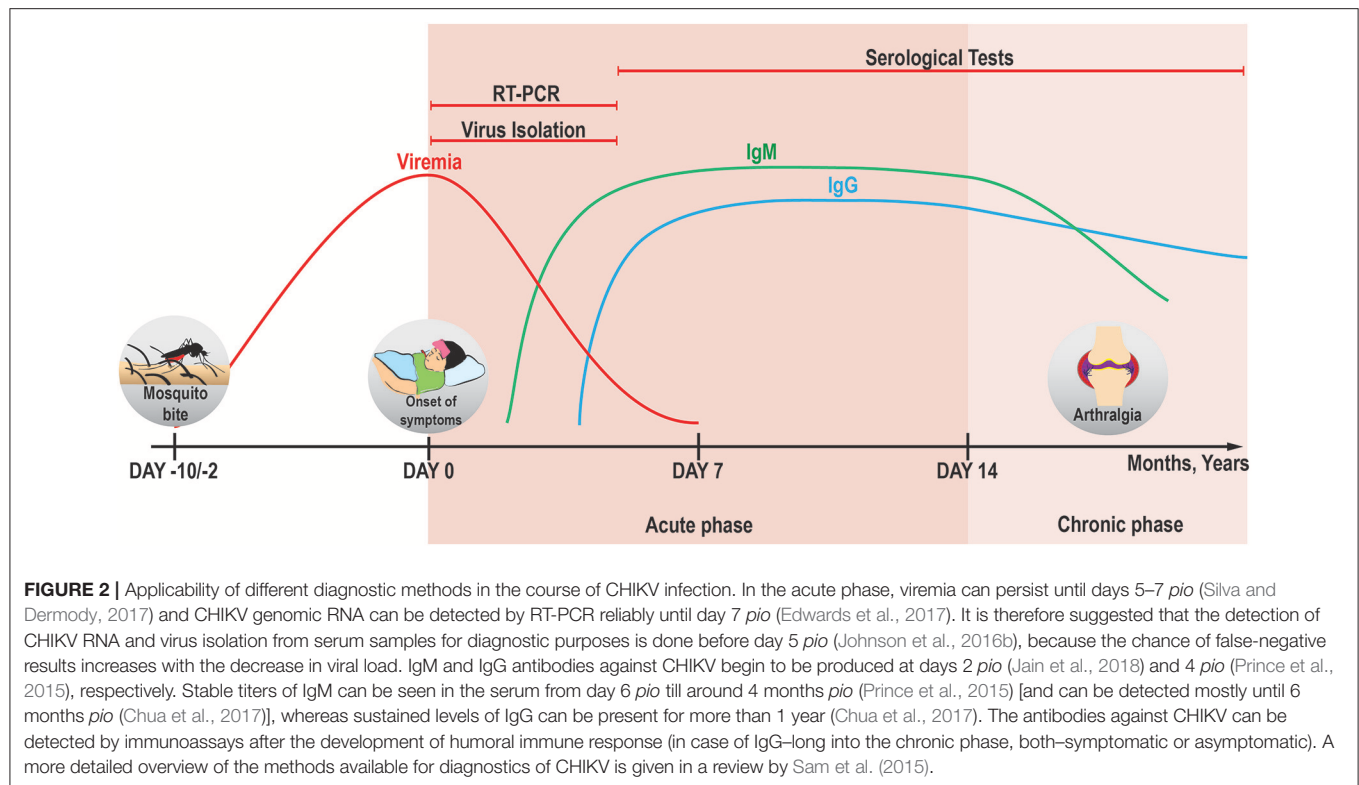 Serological Tests
RT-PCR
Virus Isolation
Viremia
IgM
IgG
Mosquito
bite
Onset of
symptoms
Arthralgia
DAY -10/-2
DAY 0
DAY 7
DAY 14
Months, Years
Acute phase
Chronic phase
FIGURE 2 | Applicability of different diagnostic methods in the course of CHIKV infection. In the acute phase, viremia can persist until days 5–7 pio (Silva and
Dermody, 2017) and CHIKV genomic RNA can be detected by RT-PCR reliably until day 7 pio (Edwards et al., 2017). It is therefore suggested that the detection of
CHIKV RNA and virus isolation from serum samples for diagnostic purposes is done before day 5 pio (Johnson et al., 2016b), because the chance of false-negative
results increases with the decrease in viral load. IgM and IgG antibodies against CHIKV begin to be produced at days 2 pio (Jain et al., 2018) and 4 pio (Prince et al.,
2015), respectively. Stable titers of IgM can be seen in the serum from day 6 pio till around 4 months pio (Prince et al., 2015) [and can be detected mostly until 6
months pio (Chua et al., 2017)], whereas sustained levels of IgG can be present for more than 1 year (Chua et al., 2017). The antibodies against CHIKV can be
detected by immunoassays after the development of humoral immune response (in case of IgG–long into the chronic phase, both–symptomatic or asymptomatic). A
more detailed overview of the methods available for diagnostics of CHIKV is given in a review by Sam et al. (2015).